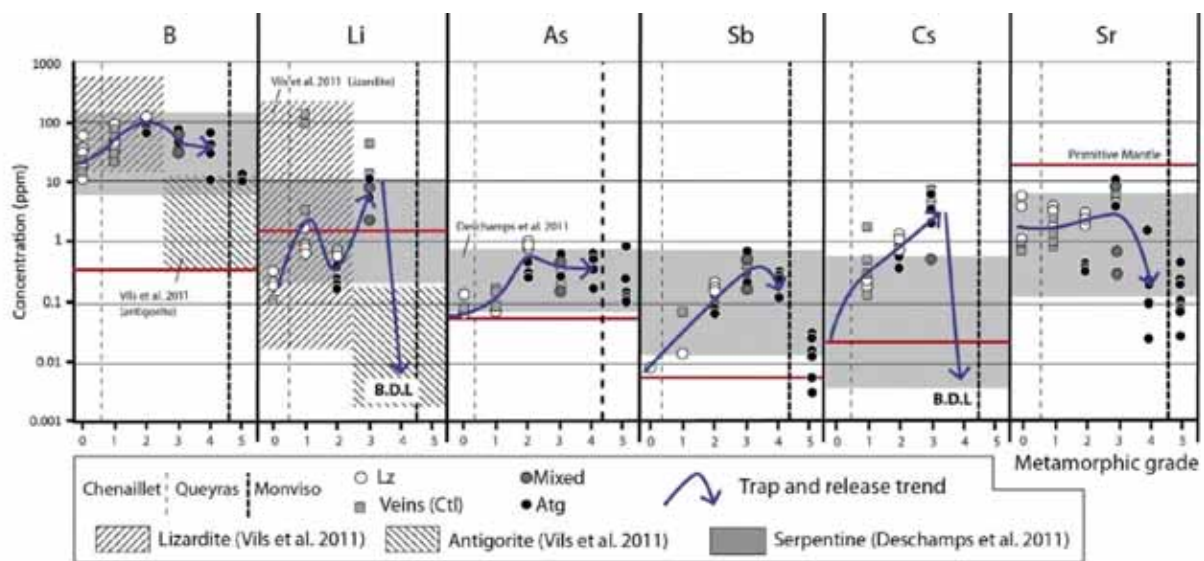 B Li As Sb Cs Sr
1000
100
10
1
0.1
0.01
0.001
Concentration (ppm)
Vils et al. 2011 (Lizardite)
Vils et al. 2011
(antigorite)
Deschamps et al. 2011
Primitive Mantle
B.D.L
B.D.L
0 1 2 3 4 5 0 1 2 3 4 5 0 1 2 3 4 5 0 1 2 3 4 5 0 1 2 3 4 5 0 1 2 3 4 5
Metamorphic grade
Chenaillet Queyras Monviso
Lz
Mixed
Veins (Ctl)
Atg
Trap and release trend
Lizardite (Vils et al. 2011)
Antigorite (Vils et al. 2011)
Serpentine (Deschamps et al. 2011)